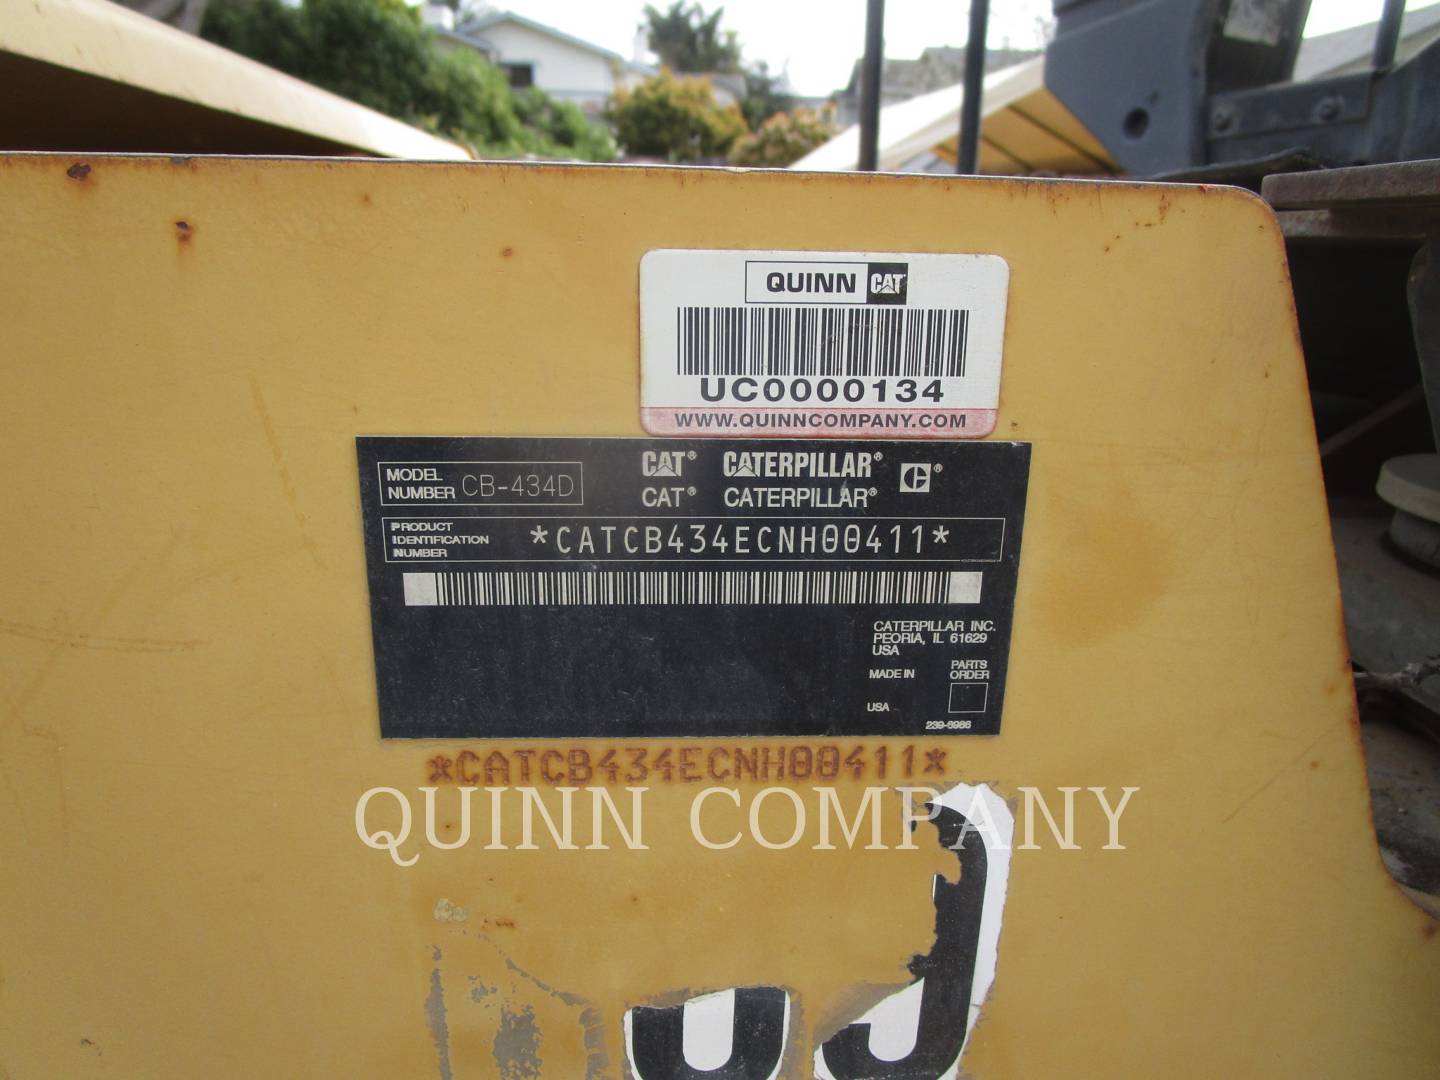 QUINN CAT
UC0000134
WWW.QUINNCOMPANY.COM
MODEL NUMBER CB-434D
CAT® CATERPILLAR® ®
CAT® CATERPILLAR®
PRODUCT IDENTIFICATION NUMBER *CATCB434ECNH00411*
CATERPILLAR INC.
PEORIA, IL 61629
USA
MADE IN
PARTS ORDER
USA
239-6986
*CATCB434ECNH00411*
QUINN COMPANY